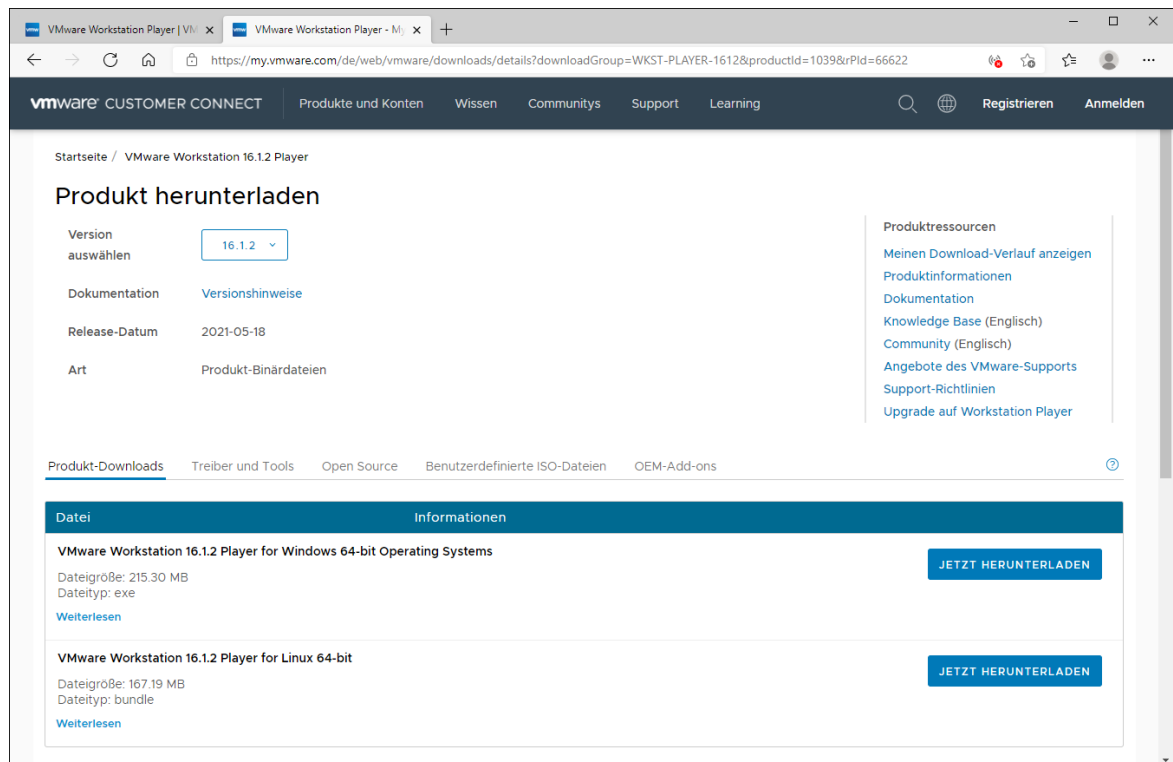 VMware Workstation Player | VM
VMware Workstation Player - My
https://my.vmware.com/de/web/vmware/downloads/details?downloadGroup=WKST-PLAYER-1612&productId=1039&rPId=66622
vmware CUSTOMER CONNECT
Produkte und Konten
Wissen
Communitys
Support
Learning
Registrieren
Anmelden
Startseite / VMware Workstation 16.1.2 Player
Produkt herunterladen
Version
auswählen
16.1.2
Dokumentation
Versionshinweise
Release-Datum
2021-05-18
Art
Produkt-Binärdateien
Produktressourcen
Meinen Download-Verlauf anzeigen
Produktinformationen
Dokumentation
Knowledge Base (Englisch)
Community (Englisch)
Angebote des VMware-Supports
Support-Richtlinien
Upgrade auf Workstation Player
Produkt-Downloads
Treiber und Tools
Open Source
Benutzerdefinierte ISO-Dateien
OEM-Add-ons
Datei
Informationen
VMware Workstation 16.1.2 Player for Windows 64-bit Operating Systems
Dateigröße: 215.30 MB
Dateityp: exe
Weiterlesen
JETZT HERUNTERLADEN
VMware Workstation 16.1.2 Player for Linux 64-bit
Dateigröße: 167.19 MB
Dateityp: bundle
Weiterlesen
JETZT HERUNTERLADEN